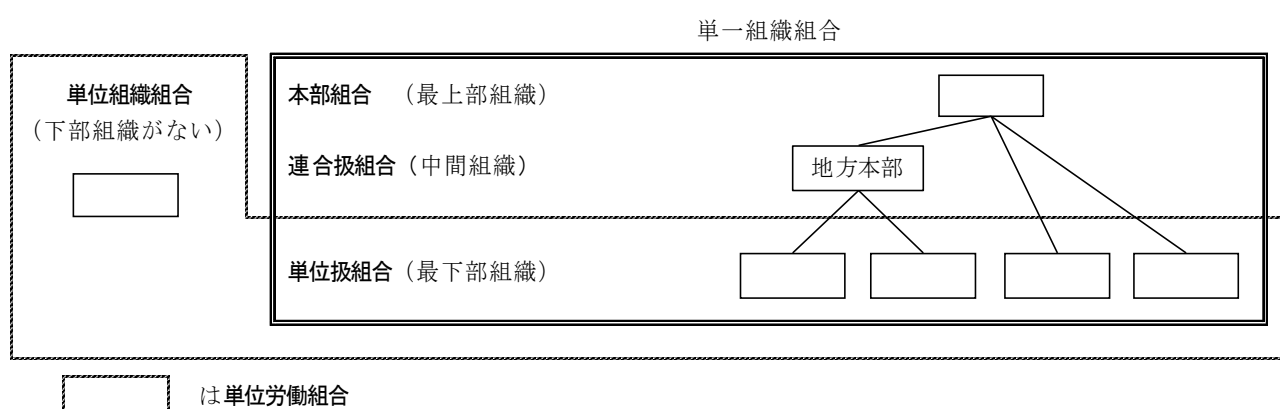 単一組織組合
単位組織組合
（下部組織がない）
本部組合 （最上部組織）
連合扱組合（中間組織）
地方本部
単位扱組合（最下部組織）
は単位労働組合